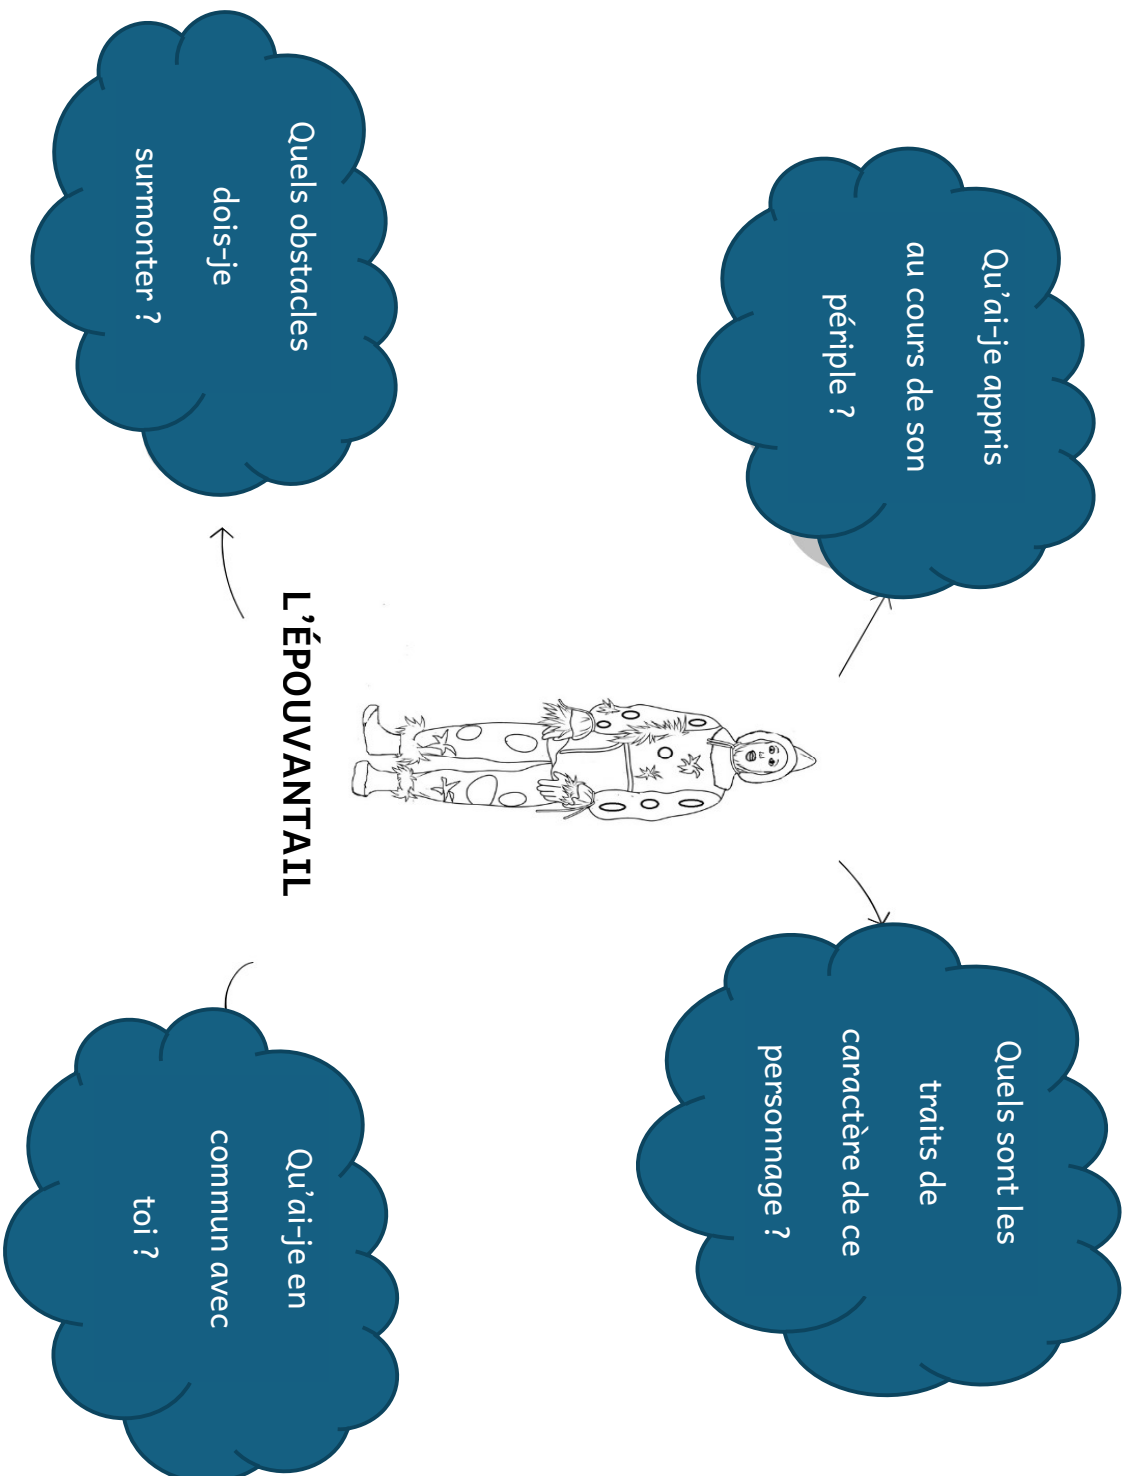 Qu’ai-je appris
au cours de son
périple ?
Quels sont les
traits de
caractère de ce
personnage ?
L’ÉPOUVANTAIL
Quels obstacles
dois-je
surmonter ?
Qu’ai-je en
commun avec
toi ?